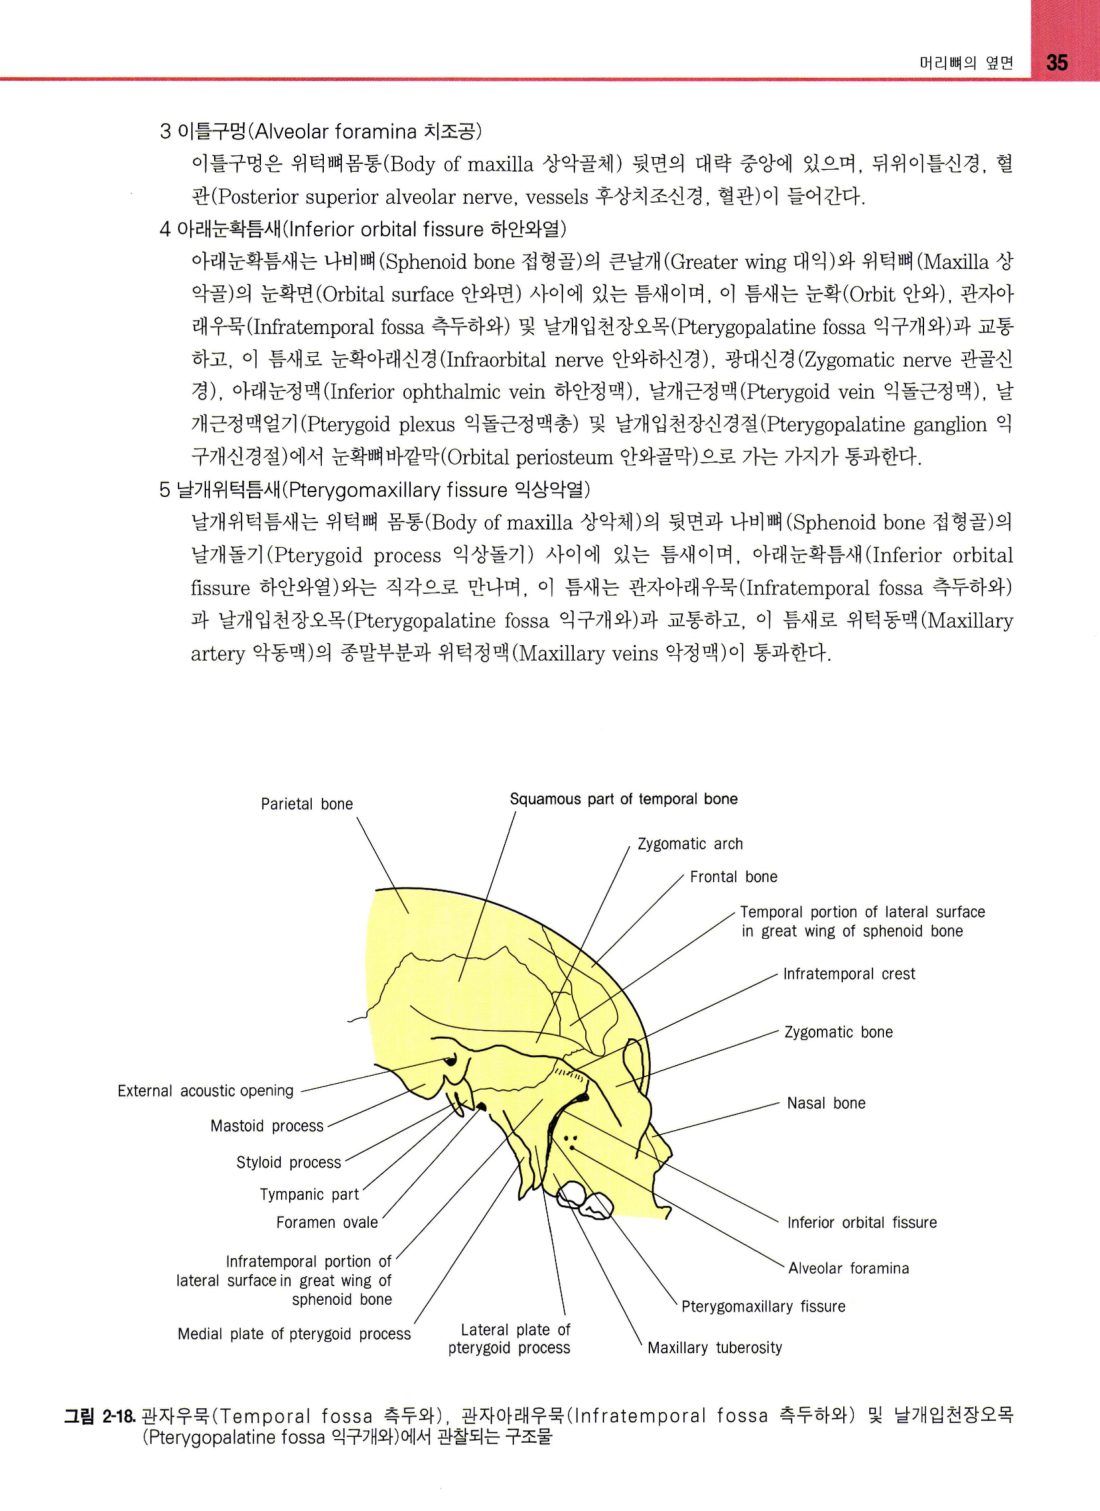 머리뼈의 옆면 35
3 이틀구멍(Alveolar foramina 치조공)
이틀구멍은 위턱뼈몸통(Body of maxilla 상악골체) 뒷면의 대략 중앙에 있으며, 뒤위이틀신경, 혈
관(Posterior superior alveolar nerve, vessels 후상치조신경, 혈관)이 들어간다.
4 아래눈확틈새(Inferior orbital fissure 하안와열)
아래눈확틈새는 나비뼈(Sphenoid bone 접형골)의 큰날개(Greater wing 대익)와 위턱뼈(Maxilla 상
악골)의 눈확면(Orbital surface 안와면) 사이에 있는 틈새이며, 이 틈새는 눈확(Orbit 안와), 관자아
래우묵(Infratemporal fossa 측두하와) 및 날개입천장오목(Pterygopalatine fossa 익구개와)과 교통
하고, 이 틈새로 눈확아래신경(Infraorbital nerve 안와하신경), 광대신경(Zygomatic nerve 관골신
경), 아래눈정맥(Inferior ophthalmic vein 하안정맥), 날개근정맥(Pterygoid vein 익돌근정맥), 날
개근정맥얼기(Pterygoid plexus 익돌근정맥총) 및 날개입천장신경절(Pterygopalatine ganglion 익
구개신경절)에서 눈확뼈바깥막(Orbital periosteum 안와골막)으로 가는 가지가 통과한다.
5 날개위턱틈새(Pterygomaxillary fissure 익상악열)
날개위턱틈새는 위턱뼈 몸통(Body of maxilla 상악체)의 뒷면과 나비뼈(Sphenoid bone 접형골)의
날개돌기(Pterygoid process 익상돌기) 사이에 있는 틈새이며, 아래눈확틈새(Inferior orbital
fissure 하안와열)와는 직각으로 만나며, 이 틈새는 관자아래우묵(Infratemporal fossa 측두하와)
과 날개입천장오목(Pterygopalatine fossa 익구개와)과 교통하고, 이 틈새로 위턱동맥(Maxillary
artery 악동맥)의 종말부분과 위턱정맥(Maxillary veins 악정맥)이 통과한다.
Parietal bone
Squamous part of temporal bone
Zygomatic arch
Frontal bone
Temporal portion of lateral surface
in great wing of sphenoid bone
Infratemporal crest
Zygomatic bone
External acoustic opening
Nasal bone
Mastoid process
Styloid process
Tympanic part
Foramen ovale
Inferior orbital fissure
Infratemporal portion of
lateral surface in great wing of
sphenoid bone
Alveolar foramina
Pterygomaxillary fissure
Medial plate of pterygoid process
Lateral plate of
pterygoid process
Maxillary tuberosity
그림 2-18. 관자우묵(Temporal fossa 측두와), 관자아래우묵(Infratemporal fossa 측두하와) 및 날개입천장오목
(Pterygopalatine fossa 익구개와)에서 관찰되는 구조물